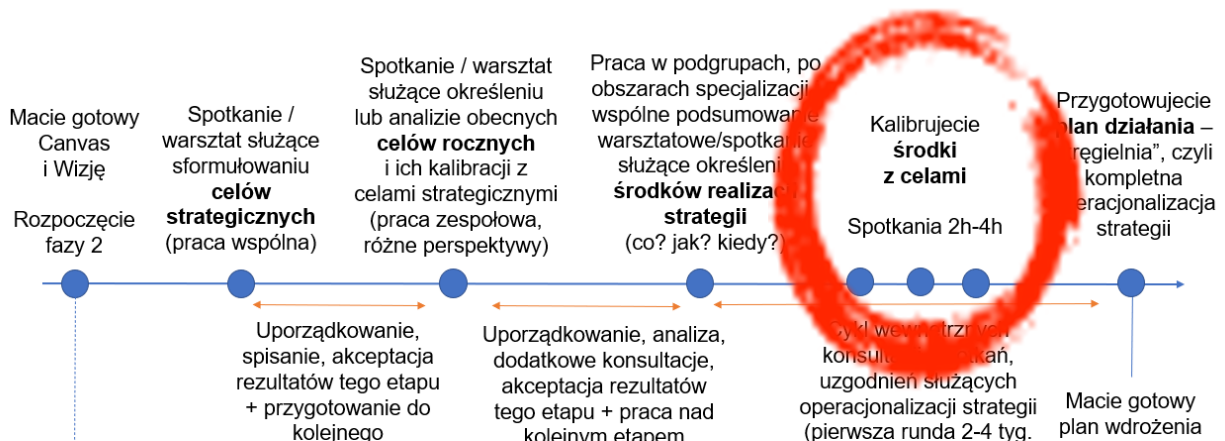 Macie gotowy
Canvas
i Wizję
Rozpoczęcie
fazy 2
Spotkanie /
warsztat służące
sformułowaniu
celów
strategicznych
(praca wspólna)
Spotkanie / warsztat
służące określeniu
lub analizie obecnych
celów rocznych
i ich kalibracji z
celami strategicznymi
(praca zespołowa,
różne perspektywy)
Praca w podgrupach, po
obszarach specjalizacji,
wspólne podsumowanie
warsztatowe/spotkanie
służące
środków realizacji
strategii
(co? jak? kiedy?)
Kalibrujecie
środki
z celami
Spotkania 2h-4h
Przygotowujecie
plan działania –
czyli
kompletna
operacjonalizacja
strategii
Uporządkowanie,
spisanie, akceptacja
rezultatów tego etapu
+ przygotowanie do
kolejnego
Uporządkowanie, analiza,
dodatkowe konsultacje,
akceptacja rezultatów
tego etapu + praca nad
kolejnym etapem
Cykl wewnętrznych
uzgodnień służących
operacjonalizacji strategii
(pierwsza runda 2-4 tyg.
Macie gotowy
plan wdrożenia